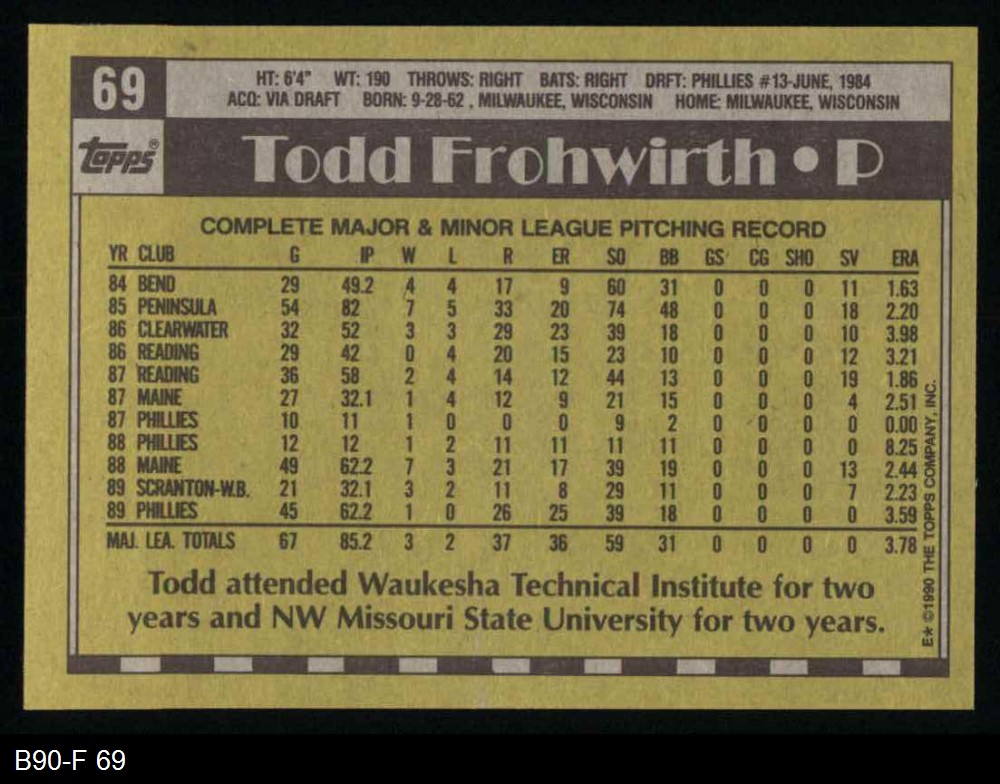 69
HT: 6'4" WT: 190 THROWS: RIGHT BATS: RIGHT DRFT: PHILLIES #13-JUNE, 1984
ACQ: VIA DRAFT BORN: 9-28-62 , MILWAUKEE, WISCONSIN HOME: MILWAUKEE, WISCONSIN
topps®
Todd Frohwirth • P
COMPLETE MAJOR & MINOR LEAGUE PITCHING RECORD
YR CLUB G IP W L R ER SO BB GS CG SHO SV ERA
84 BEND 29 49.2 4 4 17 9 60 31 0 0 0 11 1.63
85 PENINSULA 54 82 7 5 33 20 74 48 0 0 0 18 2.20
86 CLEARWATER 32 52 3 3 29 23 39 18 0 0 0 10 3.98
86 READING 29 42 0 4 20 15 23 10 0 0 0 12 3.21
87 READING 36 58 2 4 14 12 44 13 0 0 0 19 1.86
87 MAINE 27 32.1 1 4 12 9 21 15 0 0 0 4 2.51
87 PHILLIES 10 11 1 0 0 0 9 2 0 0 0 0 0.00
88 PHILLIES 12 12 1 2 11 11 11 11 0 0 0 0 8.25
88 MAINE 49 62.2 7 3 21 17 39 19 0 0 0 13 2.44
89 SCRANTON-W.B. 21 32.1 3 2 11 8 29 11 0 0 0 7 2.23
89 PHILLIES 45 62.2 1 0 26 25 39 18 0 0 0 0 3.59
MAJ. LEA. TOTALS 67 85.2 3 2 37 36 59 31 0 0 0 0 3.78
Todd attended Waukesha Technical Institute for two
years and NW Missouri State University for two years.
E* ©1990 THE TOPPS COMPANY, INC.
B90-F 69